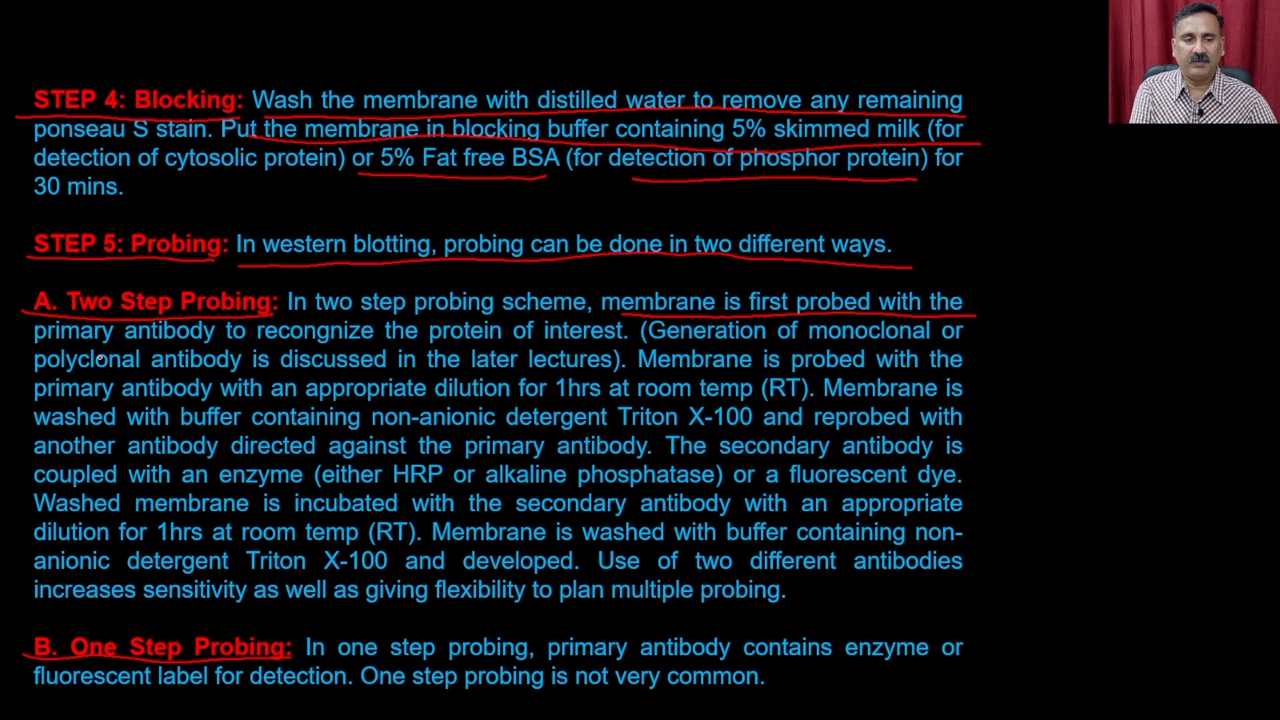 STEP 4: Blocking: Wash the membrane with distilled water to remove any remaining
ponseau S stain. Put the membrane in blocking buffer containing 5% skimmed milk (for
detection of cytosolic protein) or 5% Fat free BSA (for detection of phosphor protein) for
30 mins.
STEP 5: Probing: In western blotting, probing can be done in two different ways.
A. Two Step Probing: In two step probing scheme, membrane is first probed with the
primary antibody to recongnize the protein of interest. (Generation of monoclonal or
polyclonal antibody is discussed in the later lectures). Membrane is probed with the
primary antibody with an appropriate dilution for 1hrs at room temp (RT). Membrane is
washed with buffer containing non-anionic detergent Triton X-100 and reprobed with
another antibody directed against the primary antibody. The secondary antibody is
coupled with an enzyme (either HRP or alkaline phosphatase) or a fluorescent dye.
Washed membrane is incubated with the secondary antibody with an appropriate
dilution for 1hrs at room temp (RT). Membrane is washed with buffer containing non-
anionic detergent Triton X-100 and developed. Use of two different antibodies
increases sensitivity as well as giving flexibility to plan multiple probing.
B. One Step Probing: In one step probing, primary antibody contains enzyme or
fluorescent label for detection. One step probing is not very common.